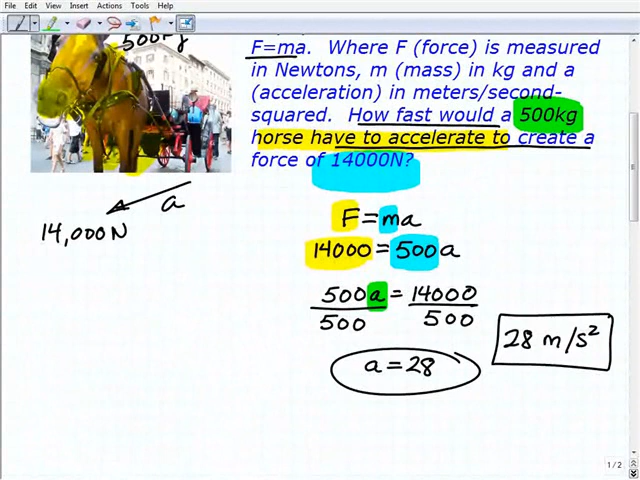 File Edit View Insert Actions Tools Help
500kg
F=ma. Where F (force) is measured
in Newtons, m (mass) in kg and a
(acceleration) in meters/second-
squared. How fast would a 500kg
horse have to accelerate to create a
force of 14000N?
a
14,000N
F = ma
14000 = 500a
500a = 14000
500 500
28 m/s²
a = 28
1/2